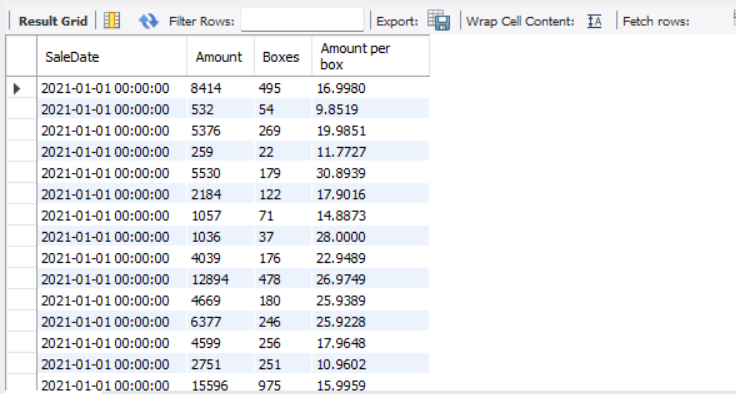 Result Grid Filter Rows: Export: Wrap Cell Content: IA Fetch rows:
SaleDate Amount Boxes Amount per box
2021-01-01 00:00:00 8414 495 16.9980
2021-01-01 00:00:00 532 54 9.8519
2021-01-01 00:00:00 5376 269 19.9851
2021-01-01 00:00:00 259 22 11.7727
2021-01-01 00:00:00 5530 179 30.8939
2021-01-01 00:00:00 2184 122 17.9016
2021-01-01 00:00:00 1057 71 14.8873
2021-01-01 00:00:00 1036 37 28.0000
2021-01-01 00:00:00 4039 176 22.9489
2021-01-01 00:00:00 12894 478 26.9749
2021-01-01 00:00:00 4669 180 25.9389
2021-01-01 00:00:00 6377 246 25.9228
2021-01-01 00:00:00 4599 256 17.9648
2021-01-01 00:00:00 2751 251 10.9602
2021-01-01 00:00:00 15596 975 15.9959